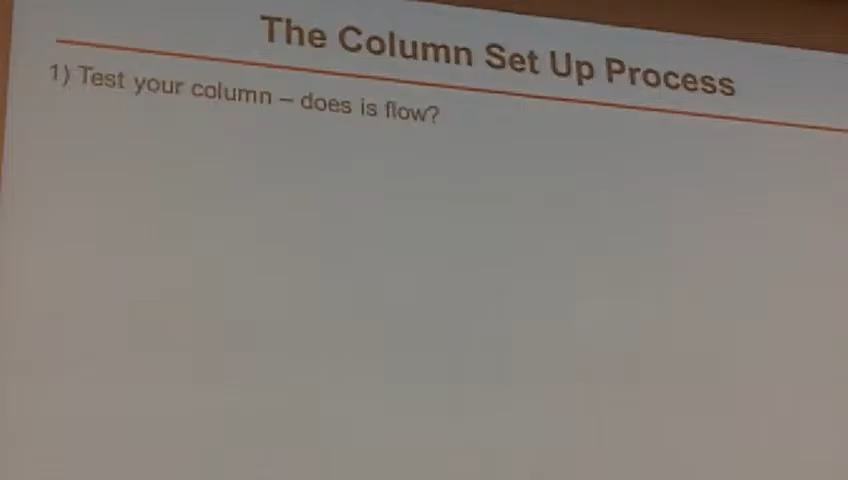 The Column Set Up Process
1) Test your column – does is flow?